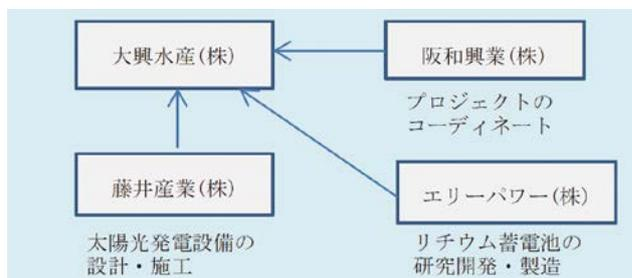 大興水産(株)
阪和興業(株)
プロジェクトの
コーディネート
藤井産業(株)
太陽光発電設備の
設計・施工
エリーパワー(株)
リチウム蓄電池の
研究開発・製造